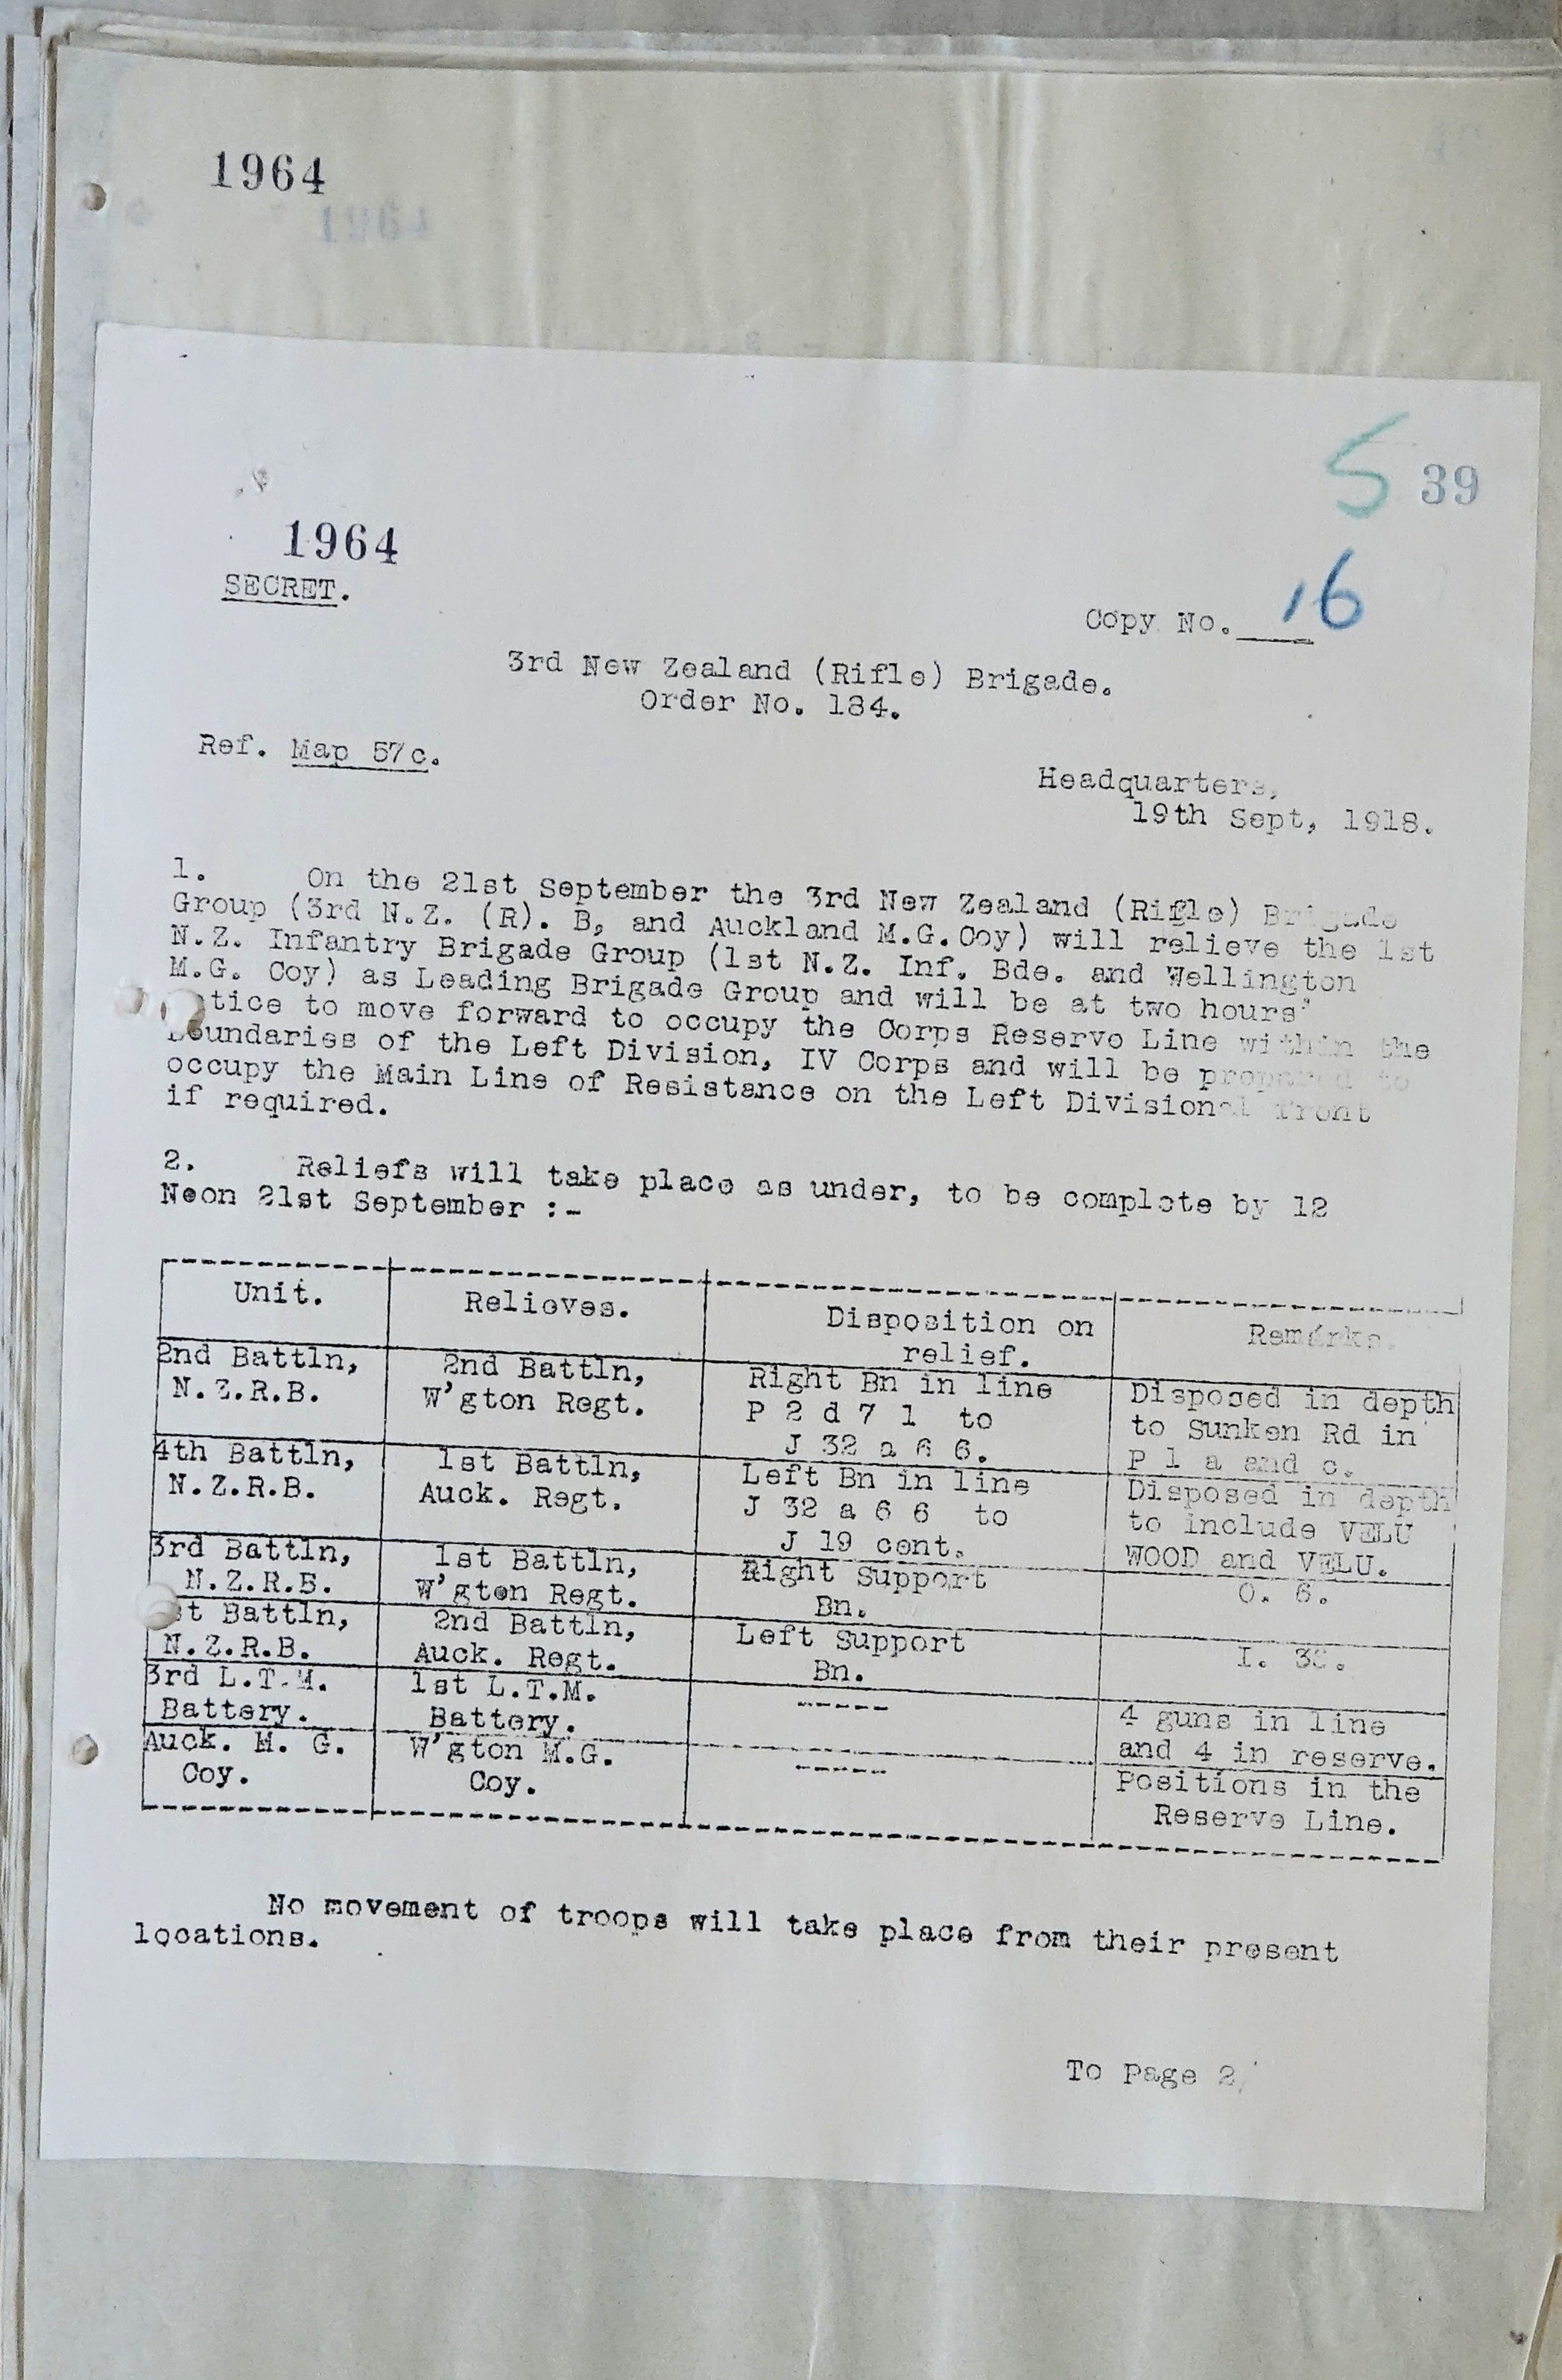 1964
1964
5 39
1964
SECRET.
Copy No. 16
3rd New Zealand (Rifle) Brigade.
Order No. 184.
Ref. Map 57c.
Headquarters,
19th Sept, 1918.
1. On the 21st September the 3rd New Zealand (Rifle) Brigade
Group (3rd N.Z. (R). B, and Auckland M.G.Coy) will relieve the 1st
N.Z. Infantry Brigade Group (1st N.Z. Inf. Bde. and Wellington
M.G. Coy) as Leading Brigade Group and will be at two hours'
tice to move forward to occupy the Corps Reserve Line within the
boundaries of the Left Division, IV Corps and will be prepared to
occupy the Main Line of Resistance on the Left Divisional front
if required.
2. Reliefs will take place as under, to be complete by 12
Noon 21st September :-
Unit. Relieves. Disposition on relief. Remarks.
2nd Battln, 2nd Battln, Right Bn in line Disposed in depth
N.Z.R.B. W'gton Regt. P 2 d 7 1 to to Sunken Rd in
J 32 a 6 6. P 1 a and c.
4th Battln, 1st Battln, Left Bn in line Disposed in depth
N.Z.R.B. Auck. Regt. J 32 a 6 6 to to include VELU
J 19 cent. WOOD and VELU.
3rd Battln, 1st Battln, Right Support O. 6.
N.Z.R.B. W'gton Regt. Bn.
st Battln, 2nd Battln, Left Support I.
N.Z.R.B. Auck. Regt. Bn.
3rd L.T.M. 1st L.T.M. ----- 4 guns in line
Battery. Battery. and 4 in reserve.
Auck. M. G. W'gton M.G. ----- Positions in the
Coy. Coy. Reserve Line.
No movement of troops will take place from their present
locations.
To Page 2/